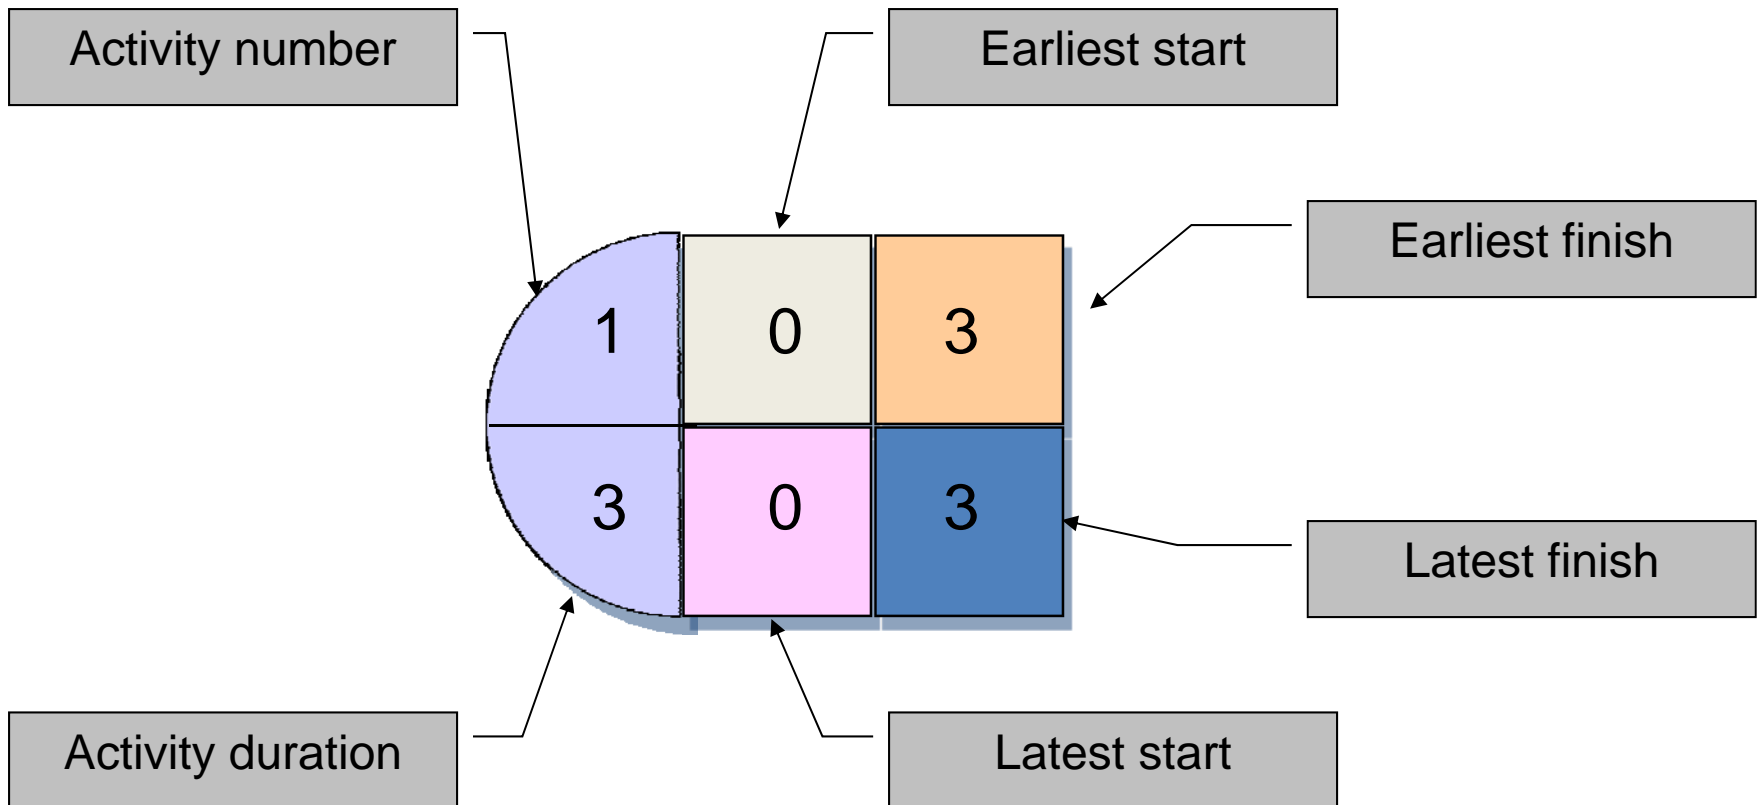 Activity number
Earliest start
Earliest finish
1 0 3
3 0 3
Latest finish
Activity duration
Latest start